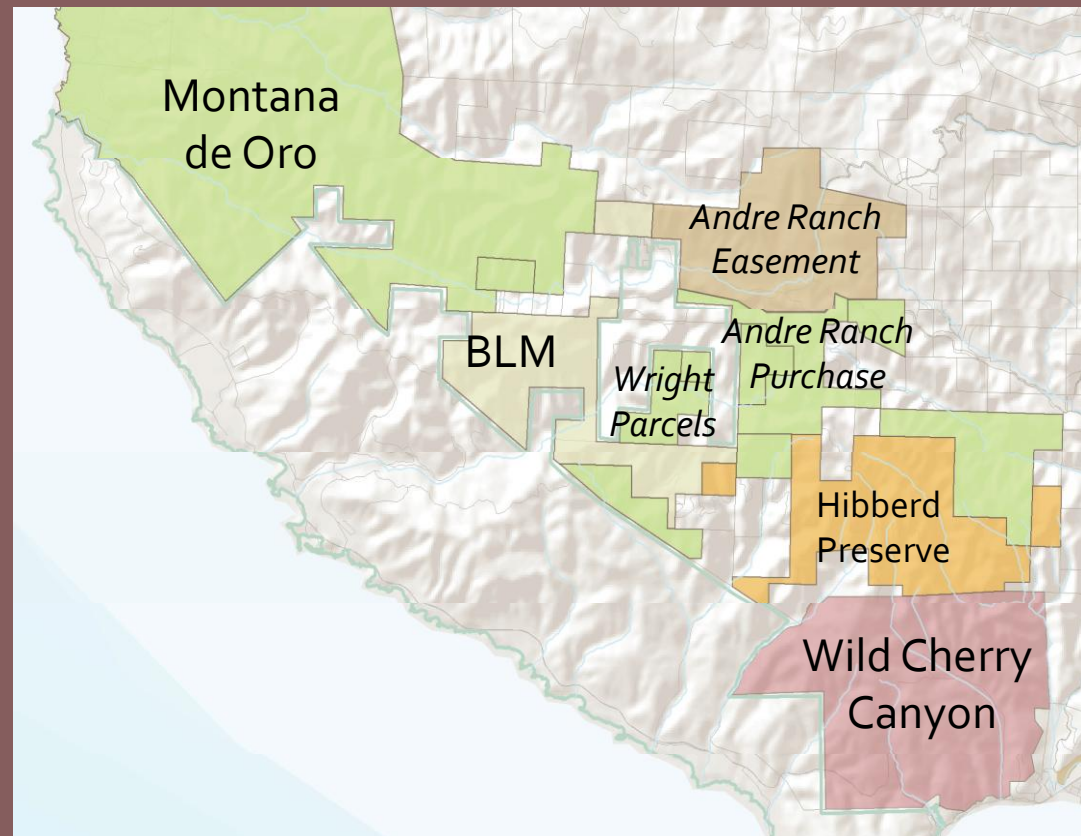 Montana
de Oro
Andre Ranch
Easement
BLM
Andre Ranch
Purchase
Wright
Parcels
Hibberd
Preserve
Wild Cherry
Canyon